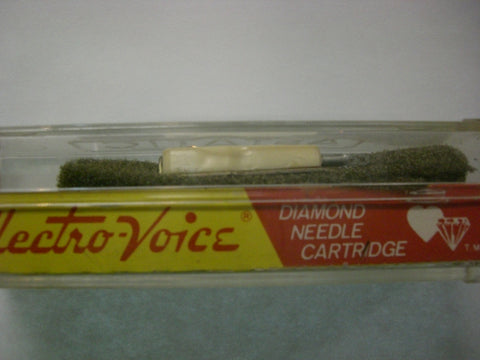 lectro-Voice®
DIAMOND
NEEDLE
CARTRIDGE
T.M